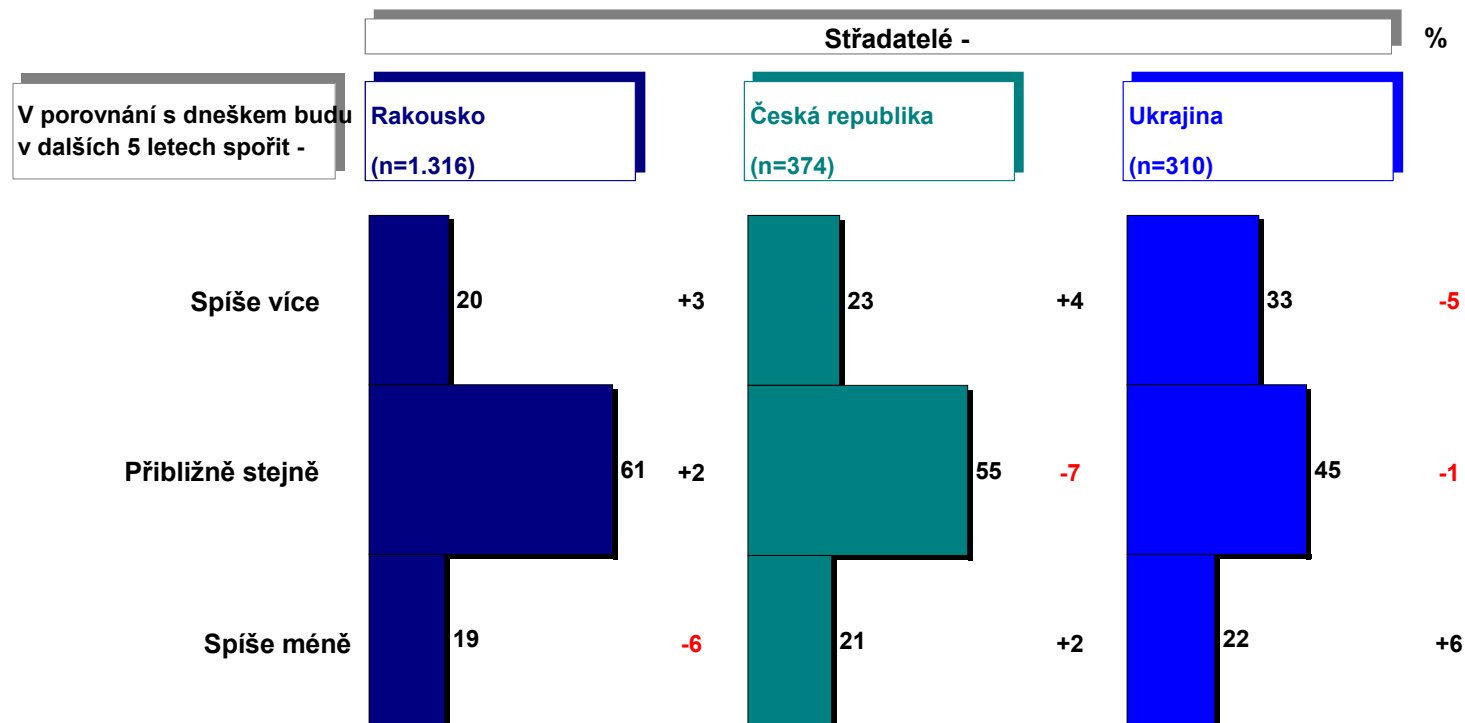 Střadatelé -
%
V porovnání s dneškem budu
v dalších 5 letech spořit -
Rakousko
(n=1.316)
Česká republika
(n=374)
Ukrajina
(n=310)
Spíše více
20
+3
23
+4
33
-5
Přibližně stejně
61
+2
55
-7
45
-1
Spíše méně
19
-6
21
+2
22
+6